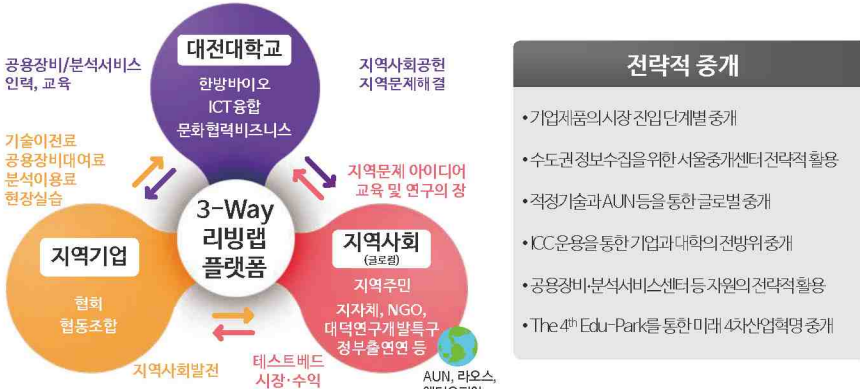 대전대학교
한방바이오
ICT융합
문화협력비즈니스
공용장비/분석서비스
인력, 교육
지역사회공헌
지역문제해결
기술이전료
공용장비대여료
분석이용료
현장실습
지역문제 아이디어
교육 및 연구의 장
3-Way
리빙랩
플랫폼
지역기업
협회
협동조합
지역사회
(글로컬)
지역주민
지자체, NGO,
대덕연구개발특구
정부출연연 등
지역사회발전
테스트베드
시장·수익
AUN, 라오스,
전략적 중개
•기업제품의 시장 진입 단계별 중개
•수도권 정보수집을 위한 서울중개센터 전략적 활용
•적정기술과 AUN 등을 통한 글로벌 중개
•ICC 운용을 통한 기업과 대학의 전방위 중개
•공용장비·분석서비스센터 등 자원의 전략적 활용
•The 4th Edu-Park를 통한 미래 4차산업혁명 중개